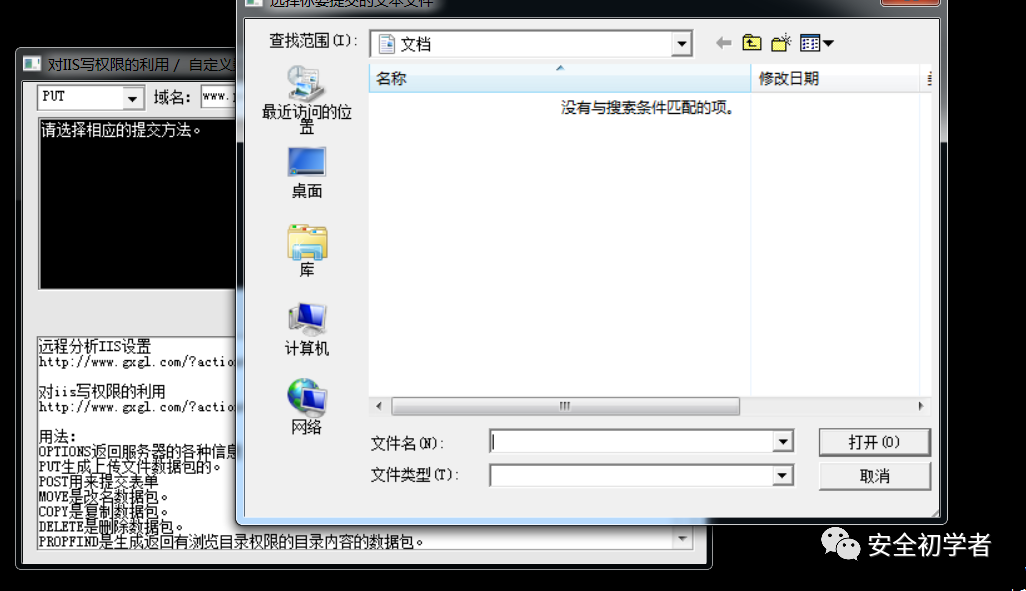 选择你要提交的文本文件
对IIS写权限的利用 / 自定义
PUT
域名：
www.
请选择相应的提交方法。
远程分析IIS设置
http://www.gxgl.com/?action
对iis写权限的利用
http://www.gxgl.com/?action
用法：
OPTIONS返回服务器的各种信息
PUT生成上传文件数据包的。
POST用来提交表单
MOVE是改名数据包。
COPY是复制数据包。
DELETE是删除数据包。
PROPFIND是生成返回有浏览目录权限的目录内容的数据包。
查找范围(I)：
文档
最近访问的位
置
桌面
库
计算机
网络
名称
修改日期
没有与搜索条件匹配的项。
文件名(N)：
打开(O)
文件类型(T)：
取消
安全初学者